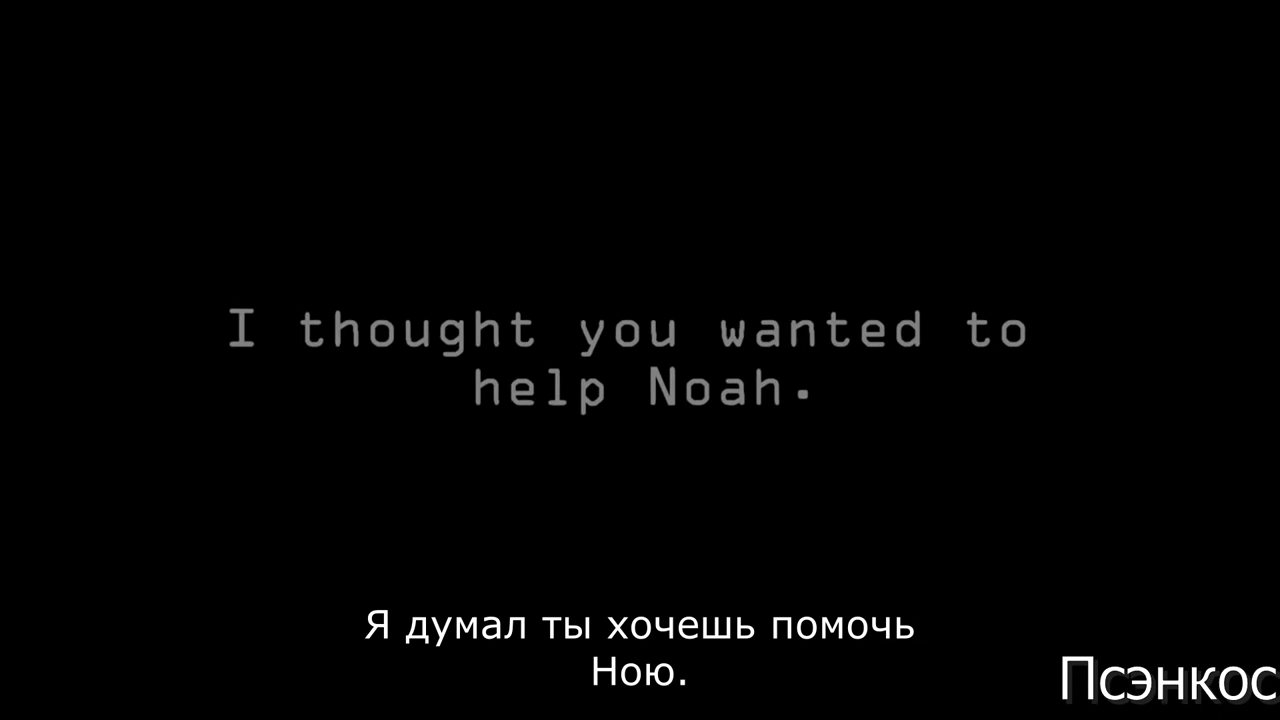 I thought you wanted to
help Noah.
Я думал ты хочешь помочь
Ною.
Псэнкос